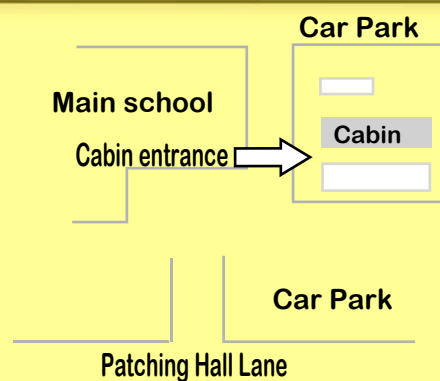 Car Park
Main school
Cabin
Cabin entrance
Car Park
Patching Hall Lane